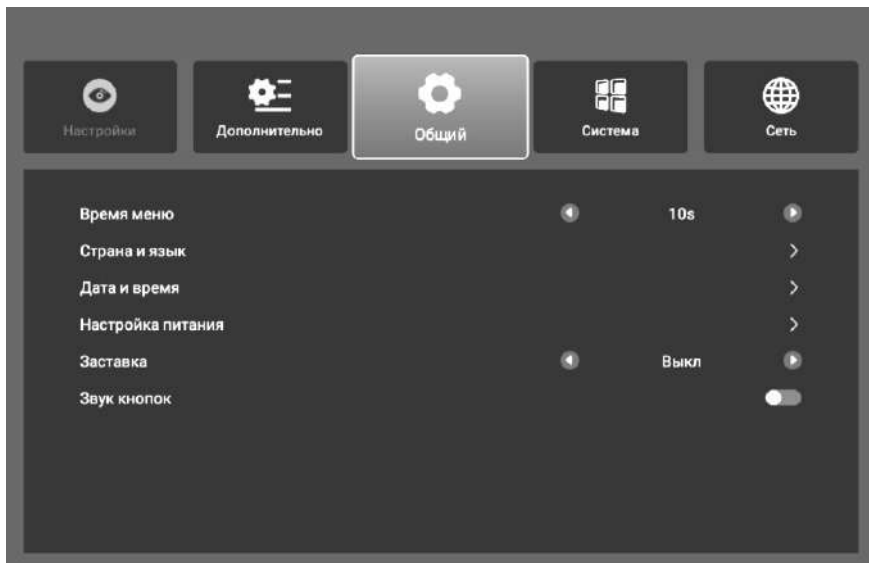 Настройки
Дополнительно
Общий
Система
Сеть
Время меню 10s
Страна и язык
Дата и время
Настройка питания
Заставка Выкл
Звук кнопок